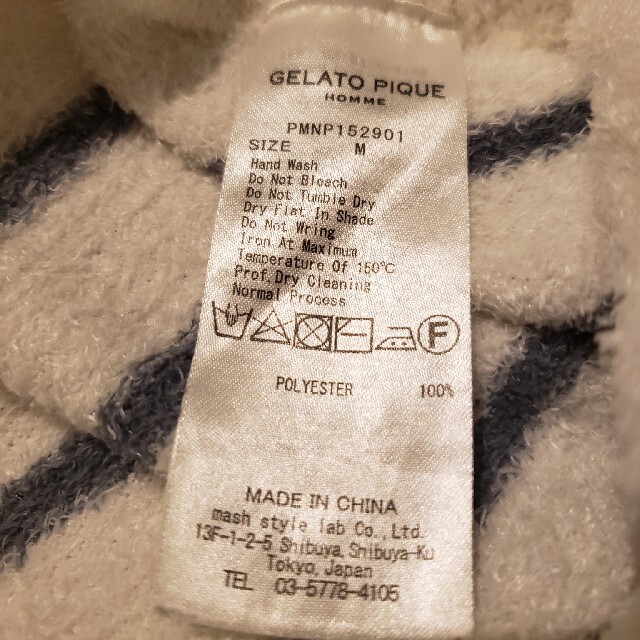 GELATO PIQUE
HOMME
PMNP152901
SIZE M
Hand Wash
Do Not Bleach
Do Not Tumble Dry
Dry Flat In Shade
Do Not Wring
Iron At Maximum
Temperature Of 150℃
Prof.Dry Cleaning
Normal Process
F
POLYESTER 100%
MADE IN CHINA
mash style lab Co.,Ltd.
13F-1-2-5 Shibuya, Shibuya-Ku
Tokyo, Japan
TEL 03-5778-4105